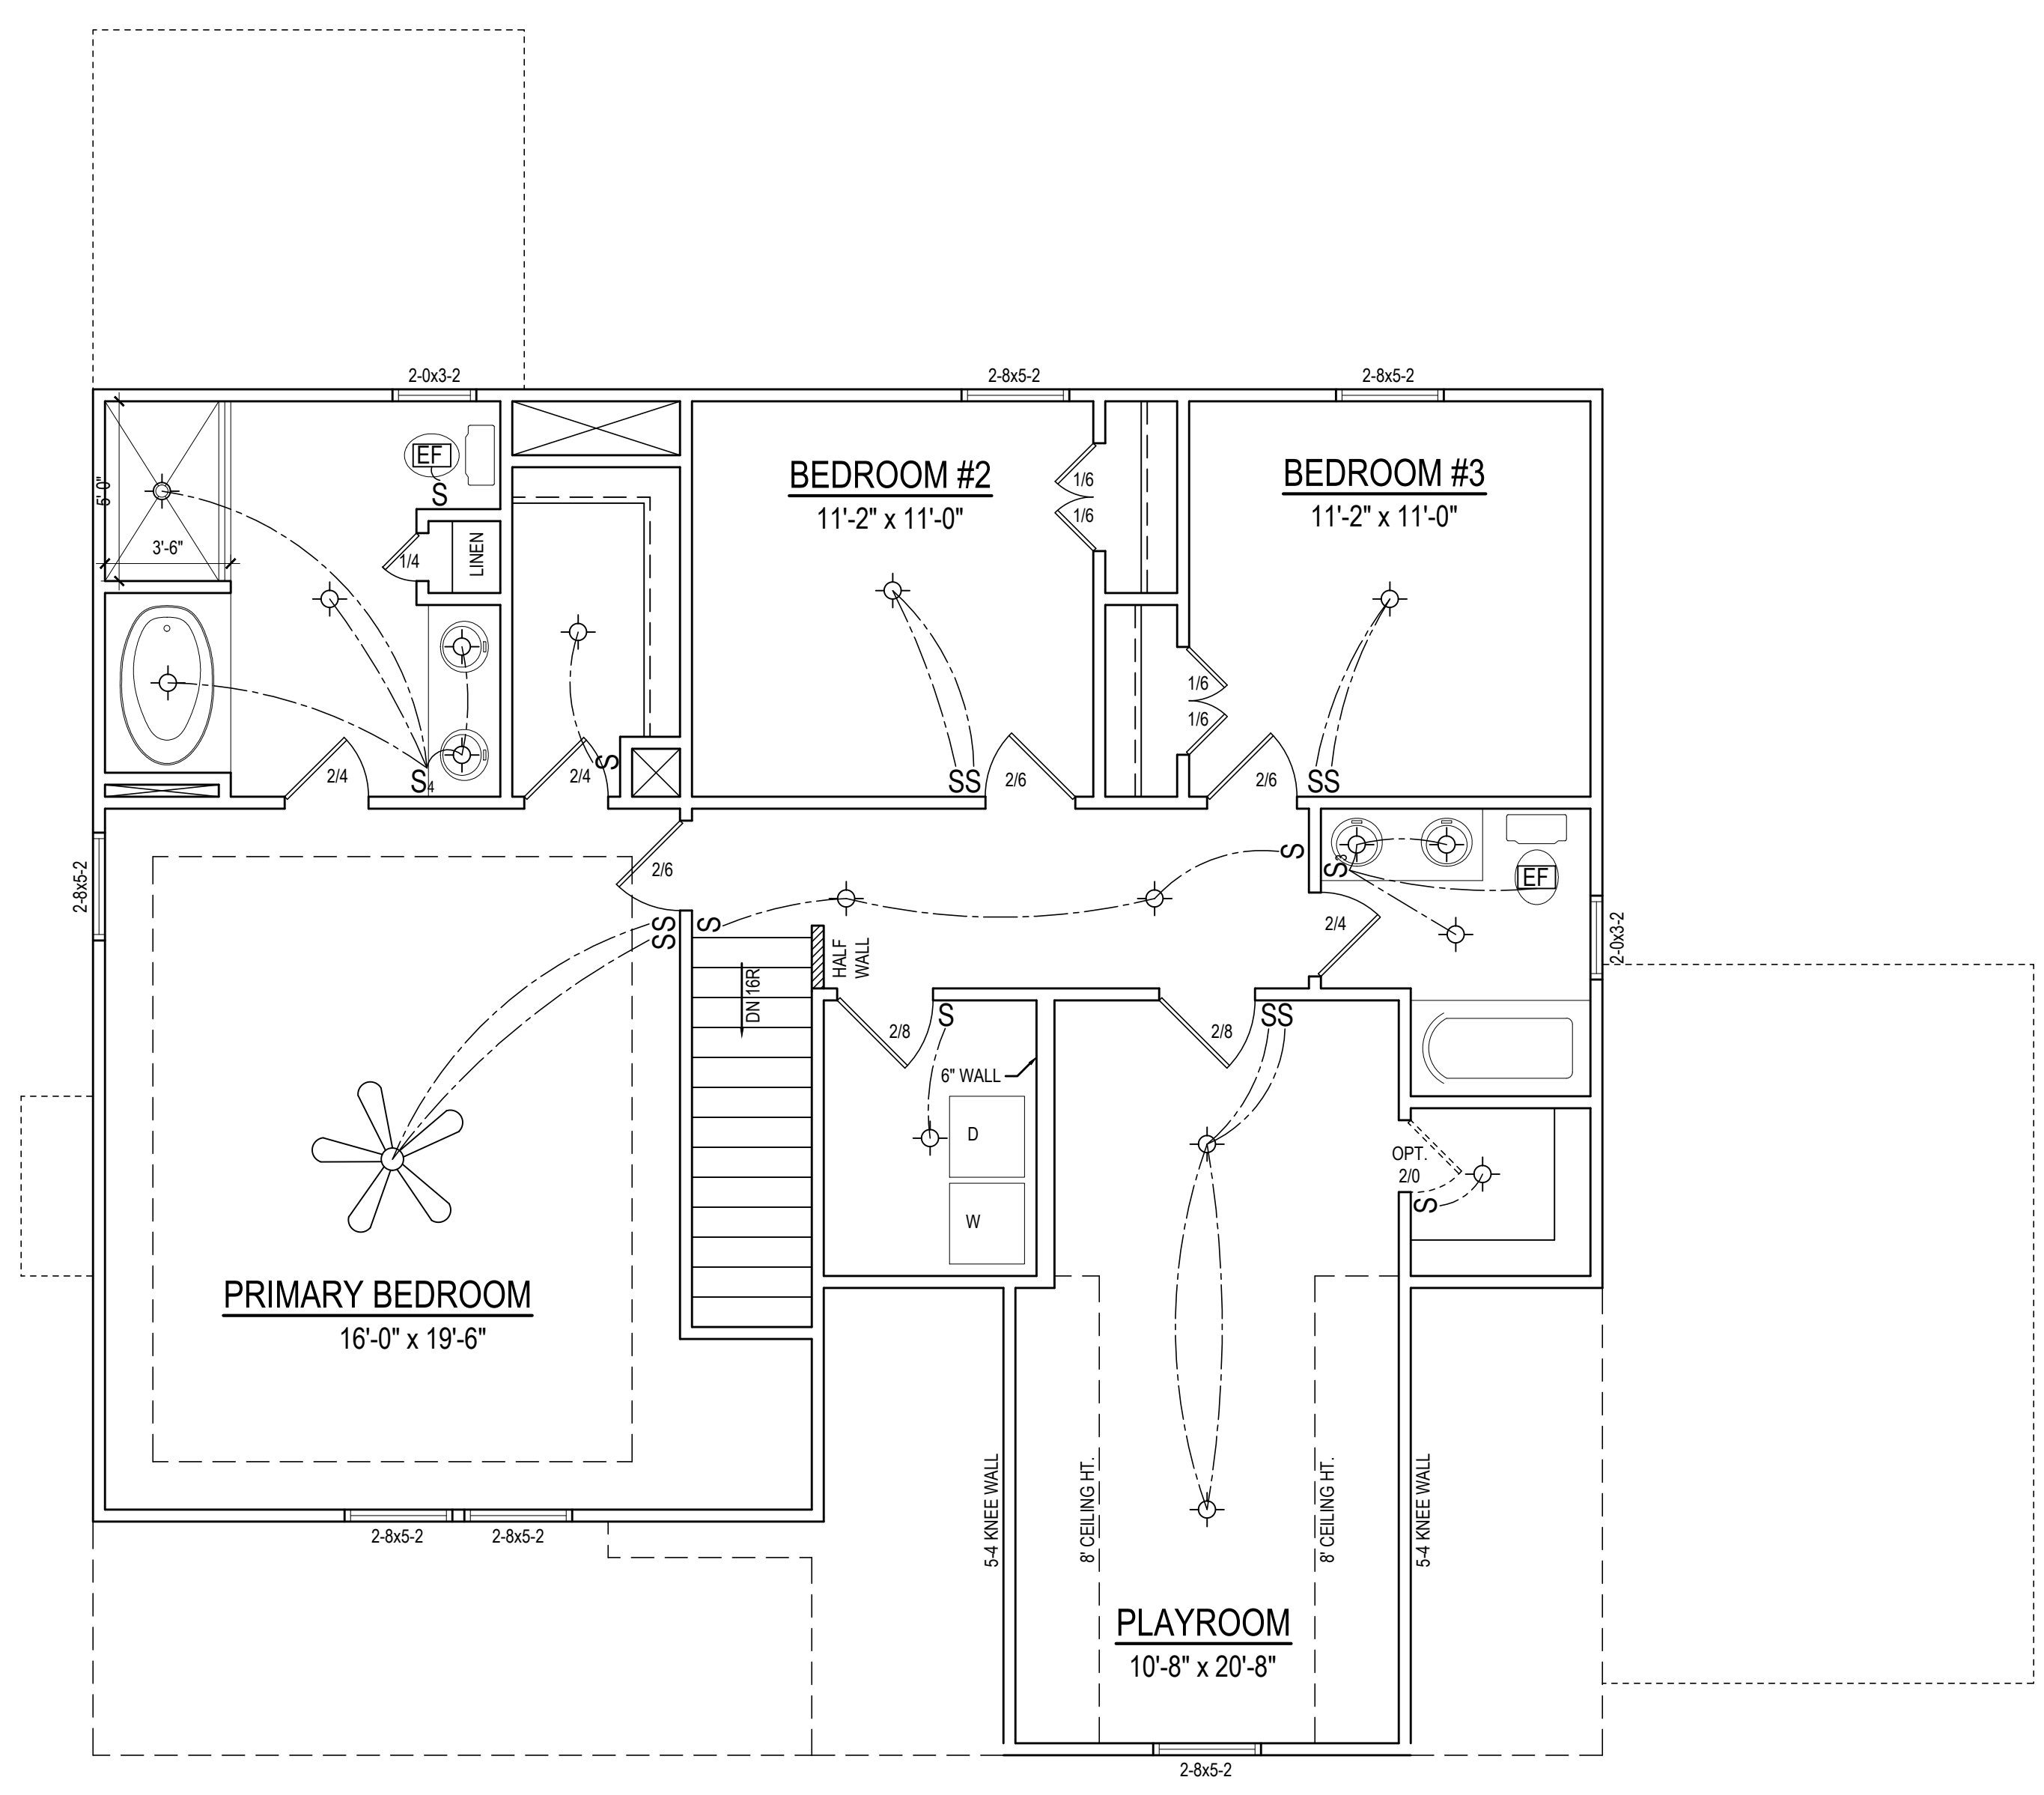 2-0x3-2
2-8x5-2
2-8x5-2
EF
S
5'-0"
3'-6"
1/4
LINEN
BEDROOM #2
11'-2" x 11'-0"
1/6
1/6
BEDROOM #3
11'-2" x 11'-0"
1/6
1/6
2/4
S4
2/4
S
SS
2/6
2/6
SS
2-8x5-2
2/6
SS
S
S
S3
EF
2/4
2-0x3-2
HALF
WALL
DN 16R
2/8
S
6" WALL
D
W
2/8
SS
OPT.
2/0
S
PRIMARY BEDROOM
16'-0" x 19'-6"
2-8x5-2
2-8x5-2
5-4 KNEE WALL
8' CEILING HT.
8' CEILING HT.
5-4 KNEE WALL
PLAYROOM
10'-8" x 20'-8"
2-8x5-2